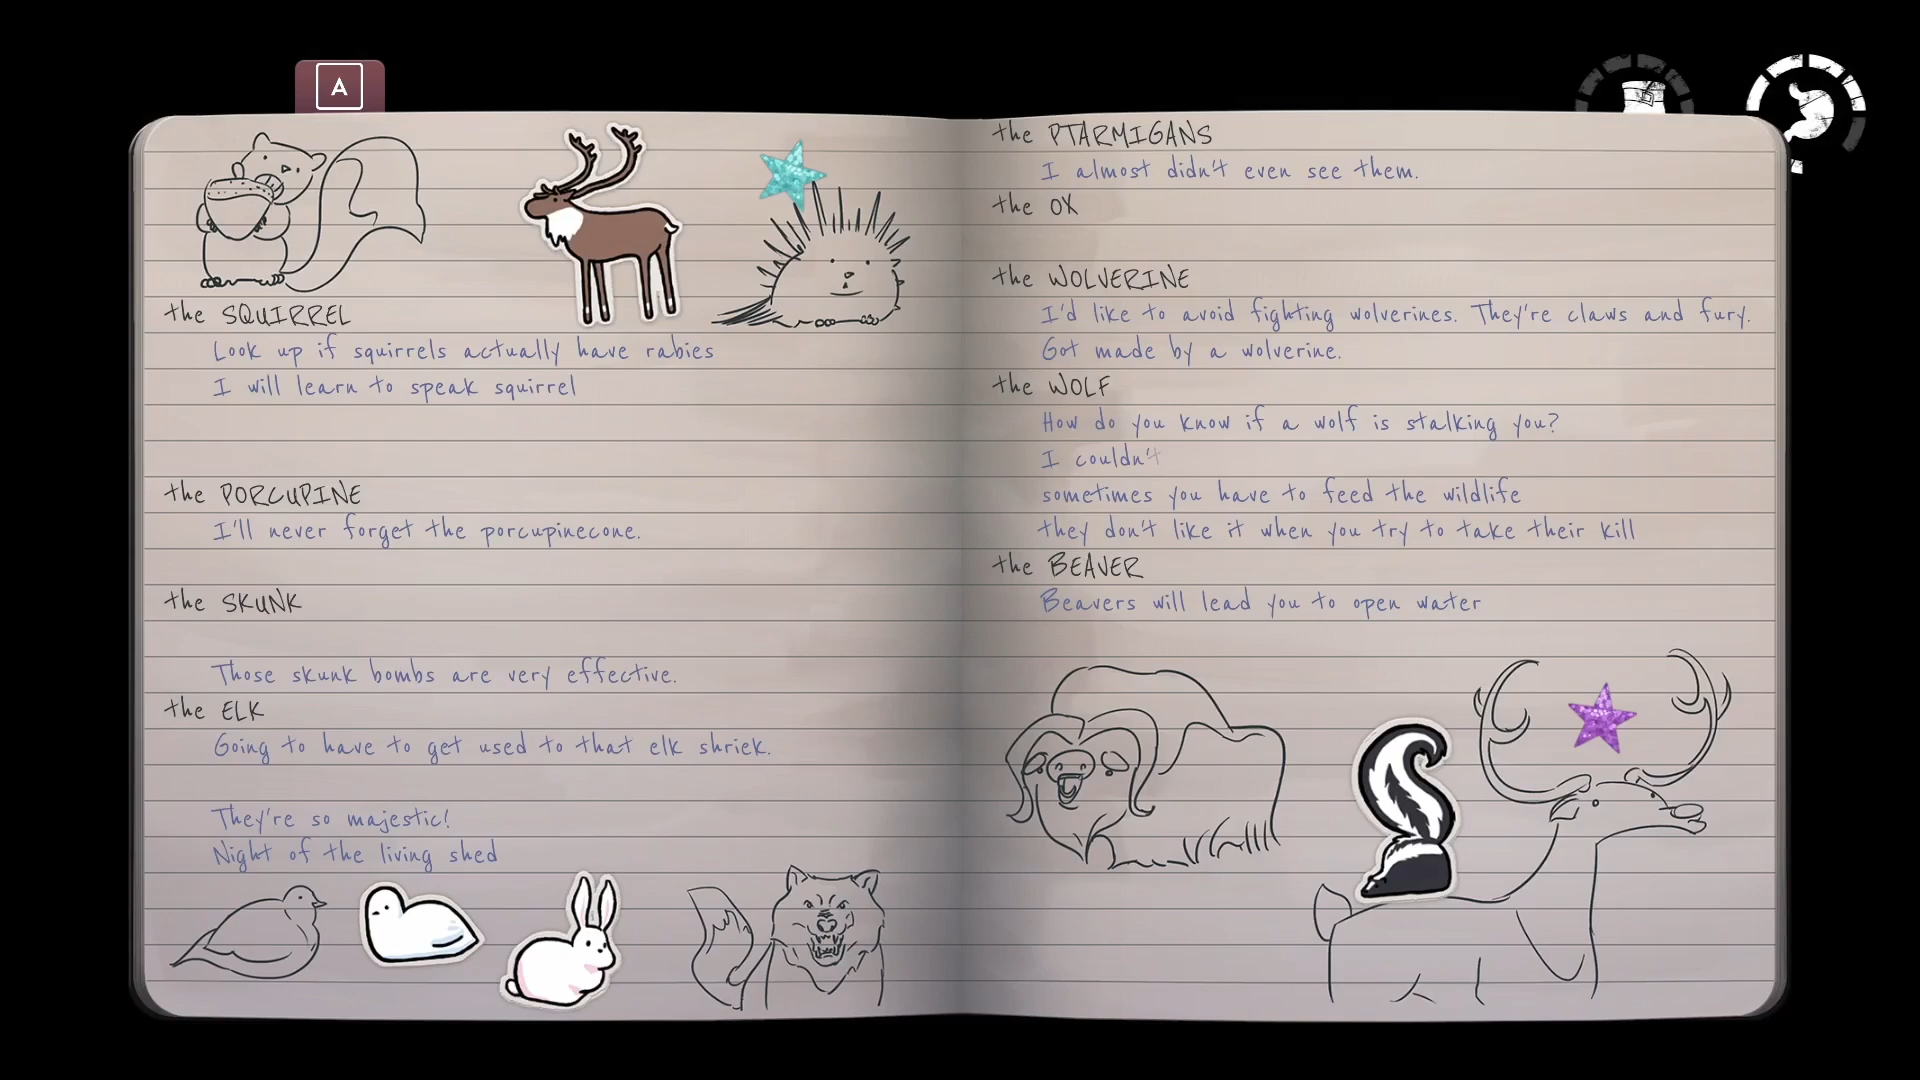 A
the SQUIRREL
Look up if squirrels actually have rabies
I will learn to speak squirrel
the PORCUPINE
I'll never forget the porcupinecone.
the SKUNK
Those skunk bombs are very effective.
the ELK
Going to have to get used to that elk shriek.
They're so majestic!
Night of the living shed
the PTARMIGANS
I almost didn't even see them.
the OX
the WOLVERINE
I'd like to avoid fighting wolverines. They're claws and fury.
Got made by a wolverine.
the WOLF
How do you know if a wolf is stalking you?
I couldn't
sometimes you have to feed the wildlife
they don't like it when you try to take their kill
the BEAVER
Beavers will lead you to open water